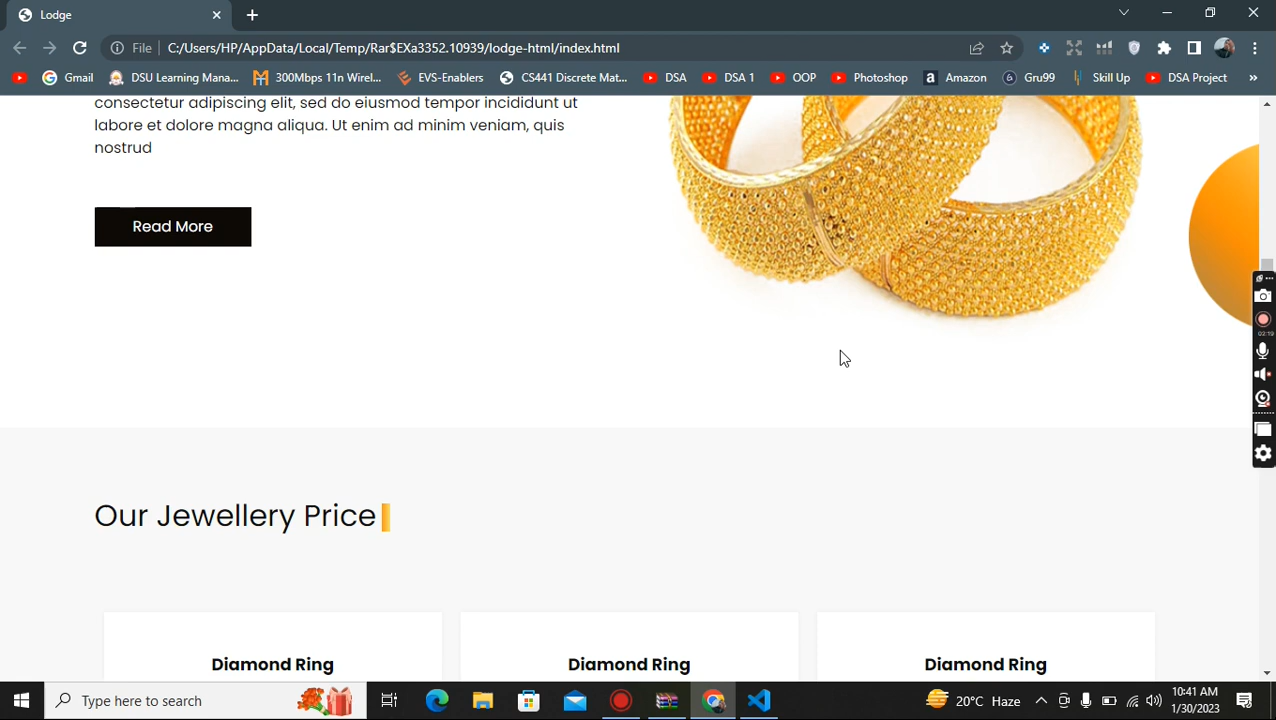 Lodge
File C:/Users/HP/AppData/Local/Temp/Rar$EXa3352.10939/lodge-html/index.html
Gmail DSU Learning Mana... 300Mbps 11n Wirel... EVS-Enablers CS441 Discrete Mat... DSA DSA 1 OOP Photoshop Amazon Gru99 Skill Up DSA Project »
consectetur adipiscing elit, sed do eiusmod tempor incididunt ut
labore et dolore magna aliqua. Ut enim ad minim veniam, quis
nostrud
Read More
02:19
Our Jewellery Price
Diamond Ring Diamond Ring Diamond Ring
Type here to search
20°C Haze
10:41 AM
1/30/2023